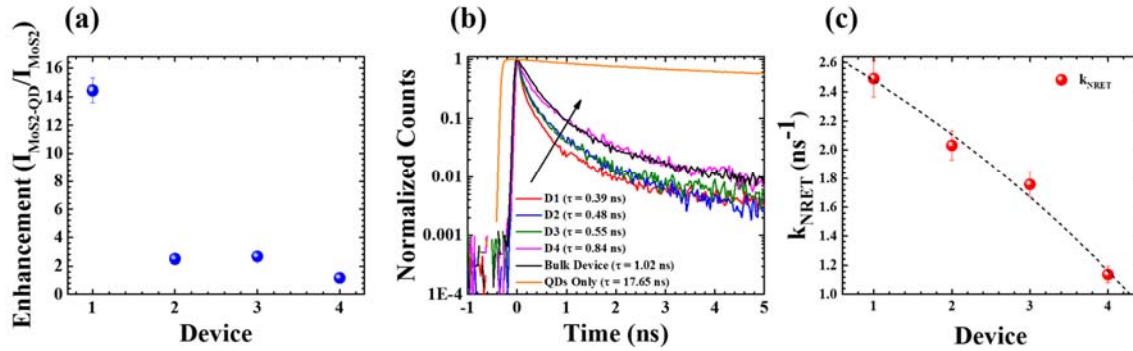 (a)
Enhancement (I_MoS2-QD/I_MoS2)
16
14
12
10
8
6
4
2
0
1 2 3 4
Device
(b)
Normalized Counts
1
0.1
0.01
0.001
1E-4
D1 (τ = 0.39 ns)
D2 (τ = 0.48 ns)
D3 (τ = 0.55 ns)
D4 (τ = 0.84 ns)
Bulk Device (τ = 1.02 ns)
QDs Only (τ = 17.65 ns)
-1 0 1 2 3 4 5
Time (ns)
(c)
k_NRET (ns⁻¹)
2.6
2.4
2.2
2.0
1.8
1.6
1.4
1.2
1.0
k_NRET
1 2 3 4
Device